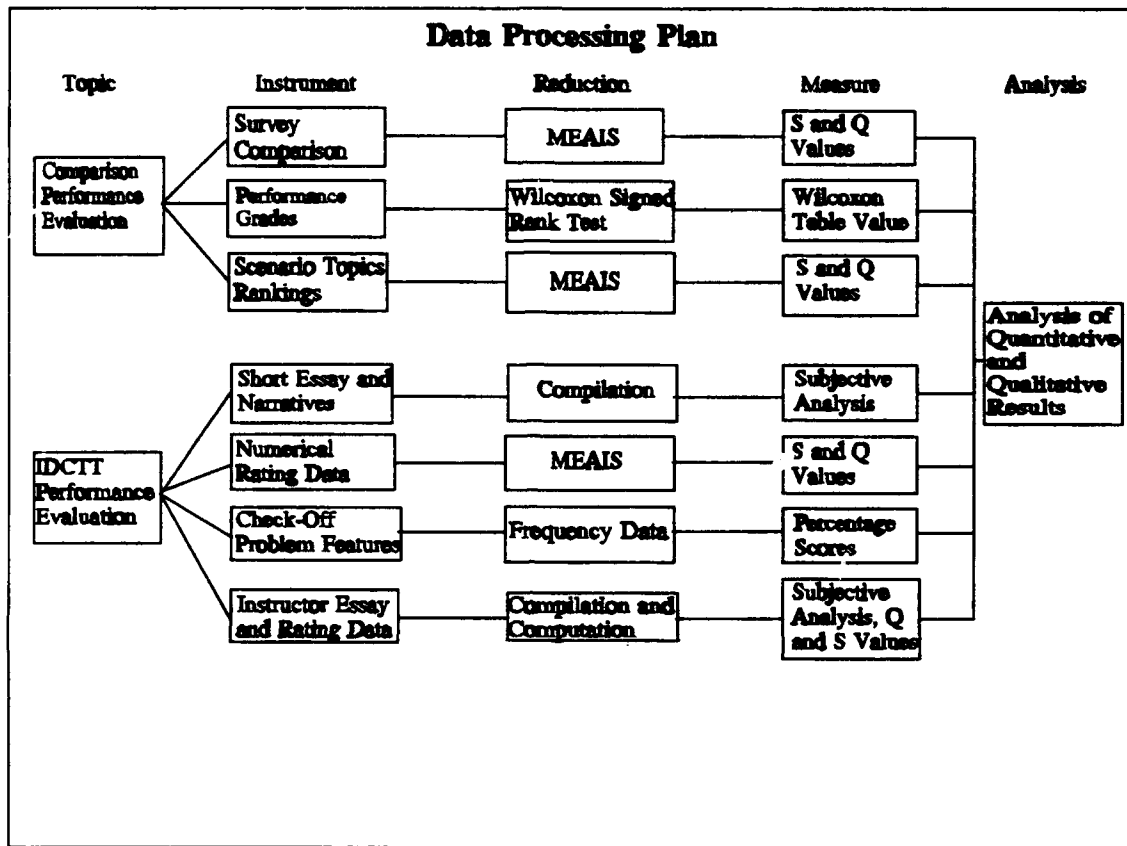 Data Processing Plan
Topic
Instrument
Reduction
Measure
Analysis
Comparison
Performance
Evaluation
Survey
Comparison
MEAIS
S and Q
Values
Performance
Grades
Wilcoxon Signed
Rank Test
Wilcoxon
Table Value
Scenario Topics
Rankings
MEAIS
S and Q
Values
IDCTT
Performance
Evaluation
Short Essay and
Narratives
Compilation
Subjective
Analysis
Numerical
Rating Data
MEAIS
S and Q
Values
Check-Off
Problem Features
Frequency Data
Percentage
Scores
Instructor Essay
and Rating Data
Compilation and
Computation
Subjective
Analysis, Q
and S Values
Analysis of
Quantitative
and
Qualitative
Results